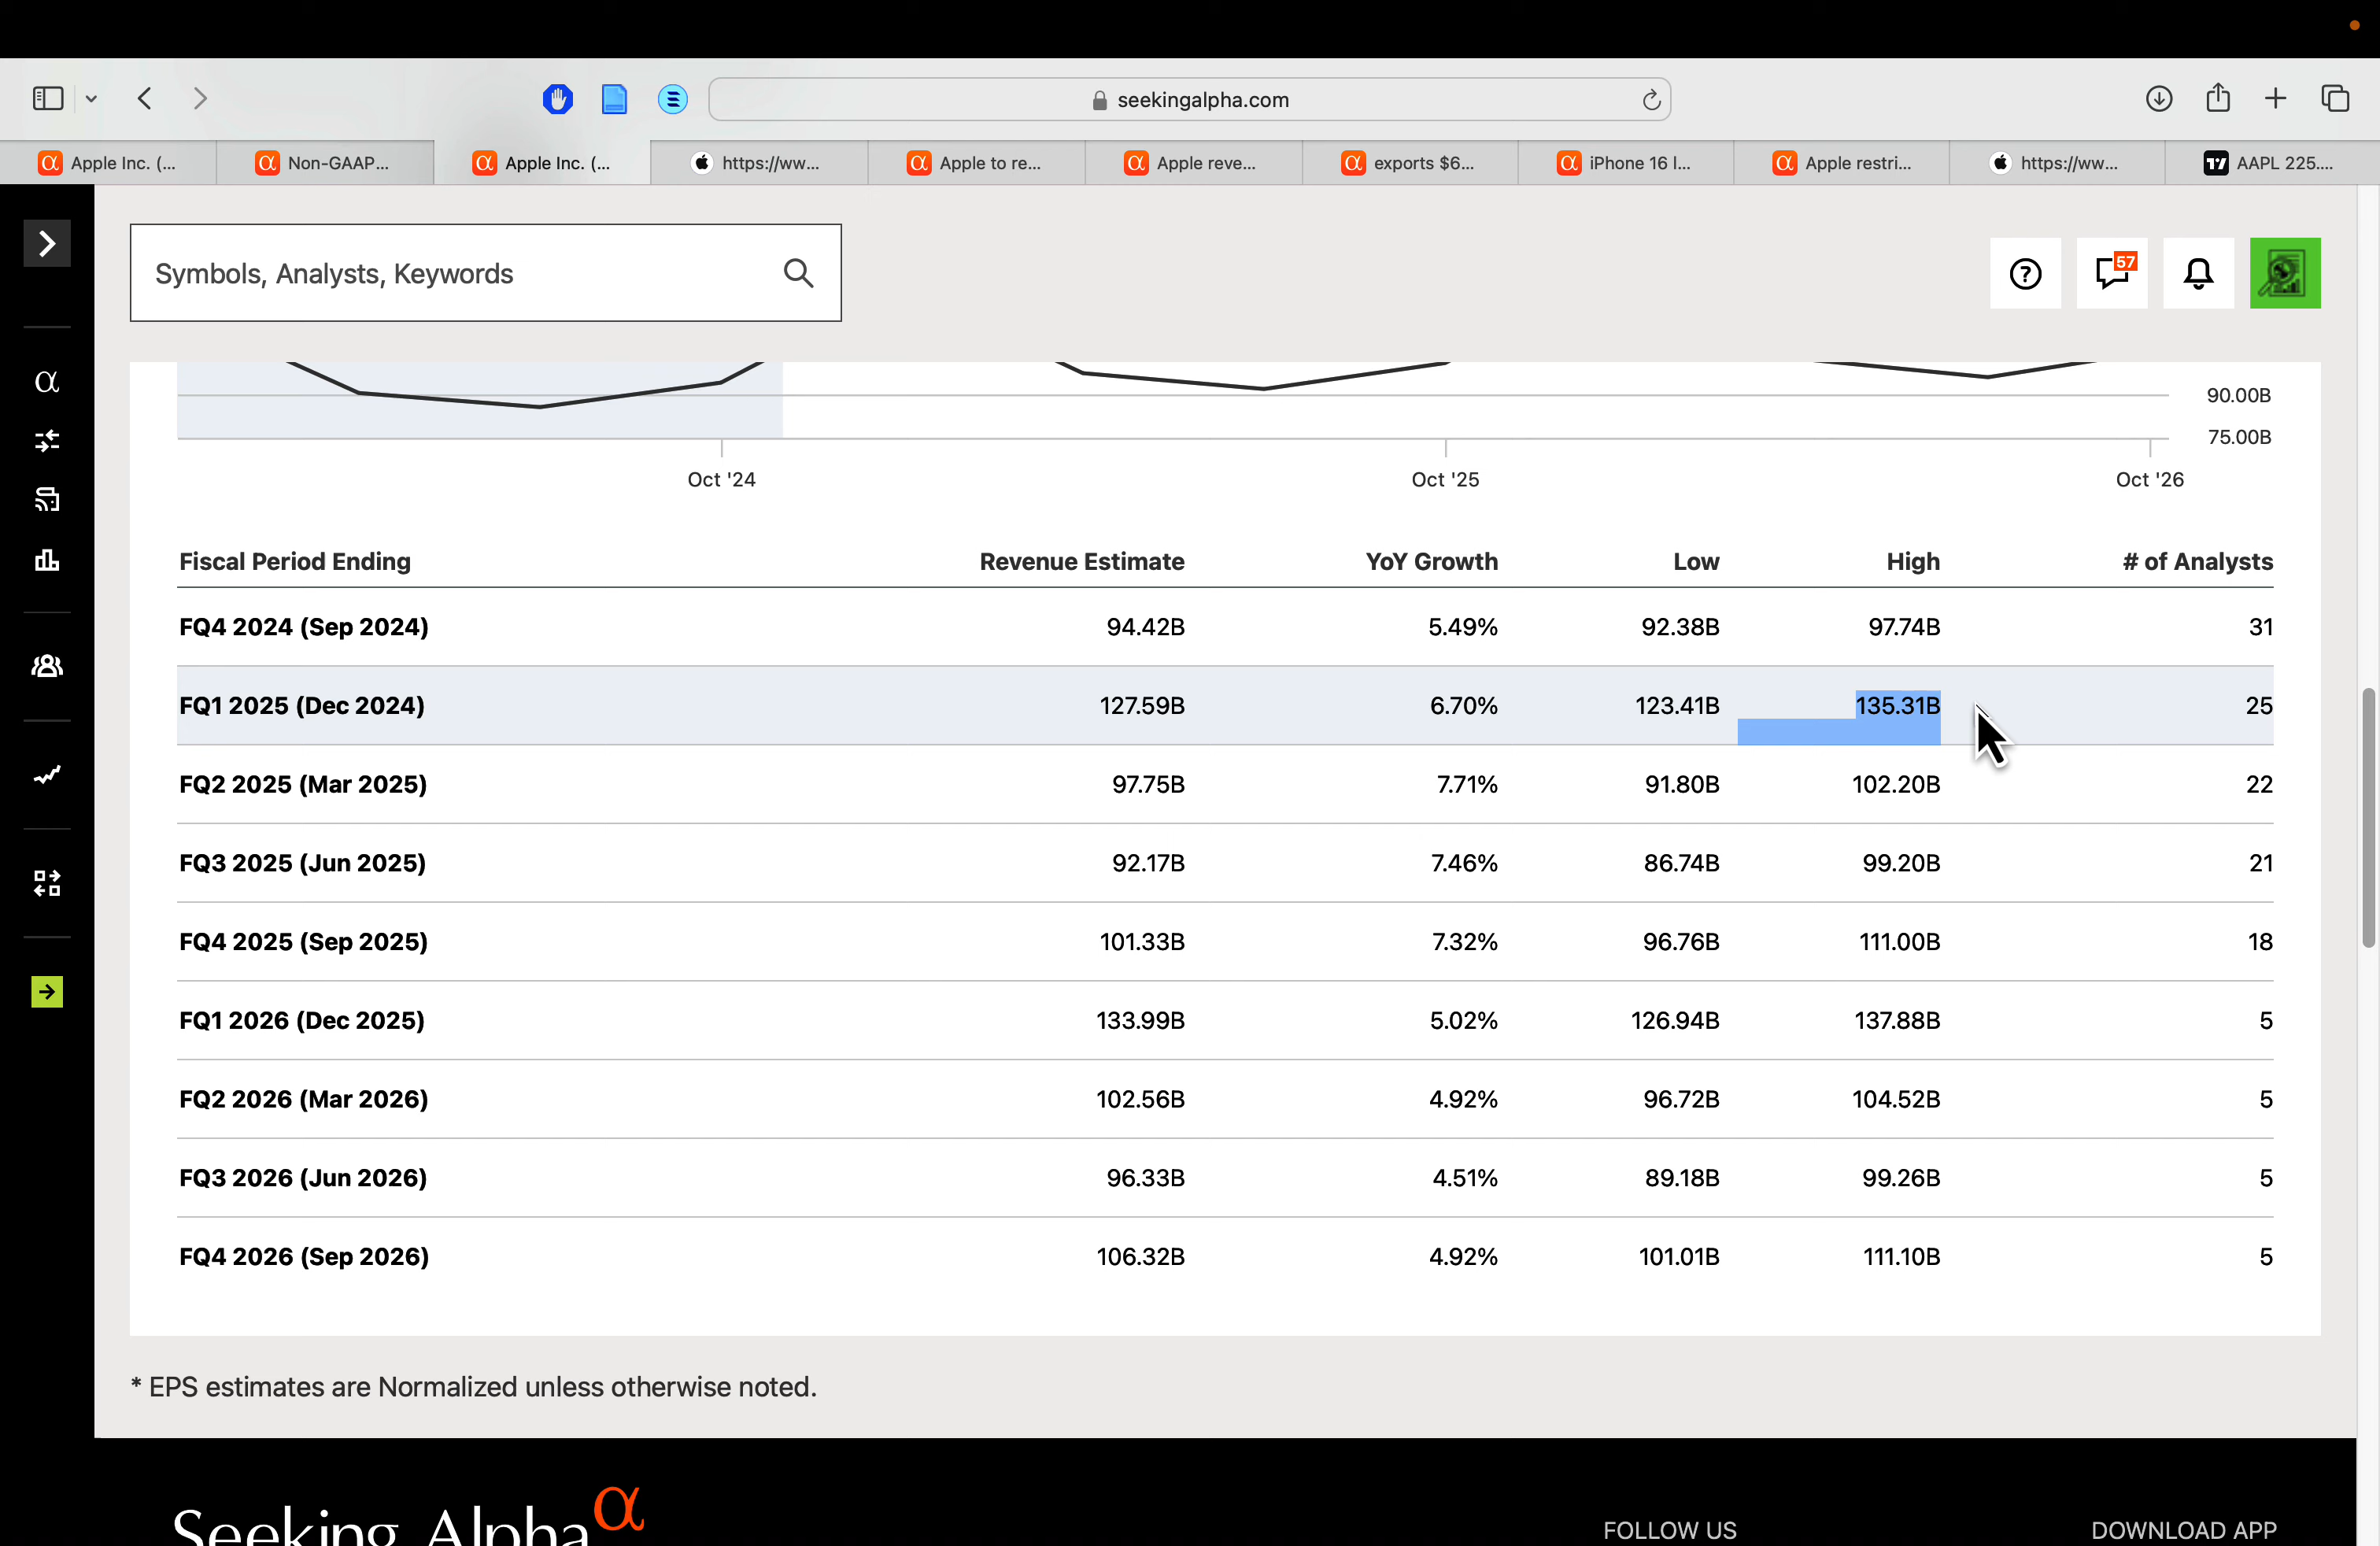 seekingalpha.com
Apple Inc. (...
Non-GAAP...
Apple Inc. (...
https://ww...
Apple to re...
Apple reve...
exports $6...
iPhone 16 l...
Apple restri...
https://ww...
AAPL 225....
Symbols, Analysts, Keywords
57
90.00B
75.00B
Oct '24 Oct '25 Oct '26
Fiscal Period Ending Revenue Estimate YoY Growth Low High # of Analysts
FQ4 2024 (Sep 2024) 94.42B 5.49% 92.38B 97.74B 31
FQ1 2025 (Dec 2024) 127.59B 6.70% 123.41B 135.31B 25
FQ2 2025 (Mar 2025) 97.75B 7.71% 91.80B 102.20B 22
FQ3 2025 (Jun 2025) 92.17B 7.46% 86.74B 99.20B 21
FQ4 2025 (Sep 2025) 101.33B 7.32% 96.76B 111.00B 18
FQ1 2026 (Dec 2025) 133.99B 5.02% 126.94B 137.88B 5
FQ2 2026 (Mar 2026) 102.56B 4.92% 96.72B 104.52B 5
FQ3 2026 (Jun 2026) 96.33B 4.51% 89.18B 99.26B 5
FQ4 2026 (Sep 2026) 106.32B 4.92% 101.01B 111.10B 5
* EPS estimates are Normalized unless otherwise noted.
Seeking Alpha α
FOLLOW US
DOWNLOAD APP